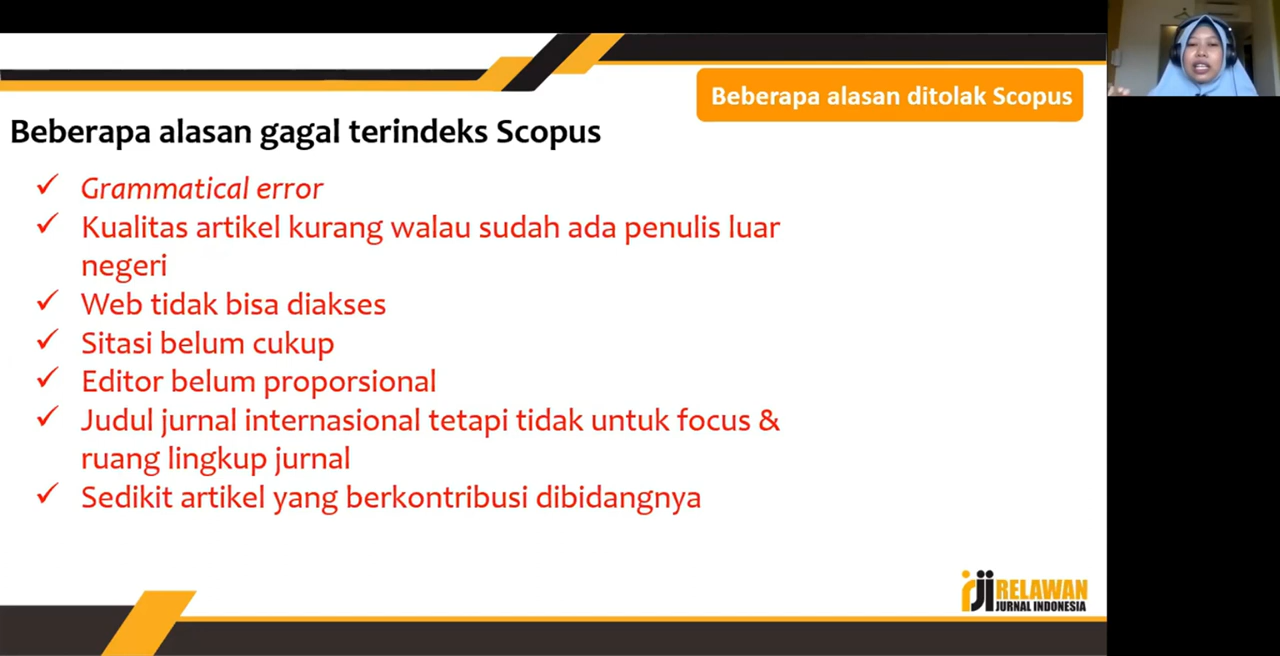 Beberapa alasan ditolak Scopus
Beberapa alasan gagal terindeks Scopus
Grammatical error
Kualitas artikel kurang walau sudah ada penulis luar
negeri
Web tidak bisa diakses
Sitasi belum cukup
Editor belum proporsional
Judul jurnal internasional tetapi tidak untuk focus &
ruang lingkup jurnal
Sedikit artikel yang berkontribusi dibidangnya
rji RELAWAN
JURNAL INDONESIA